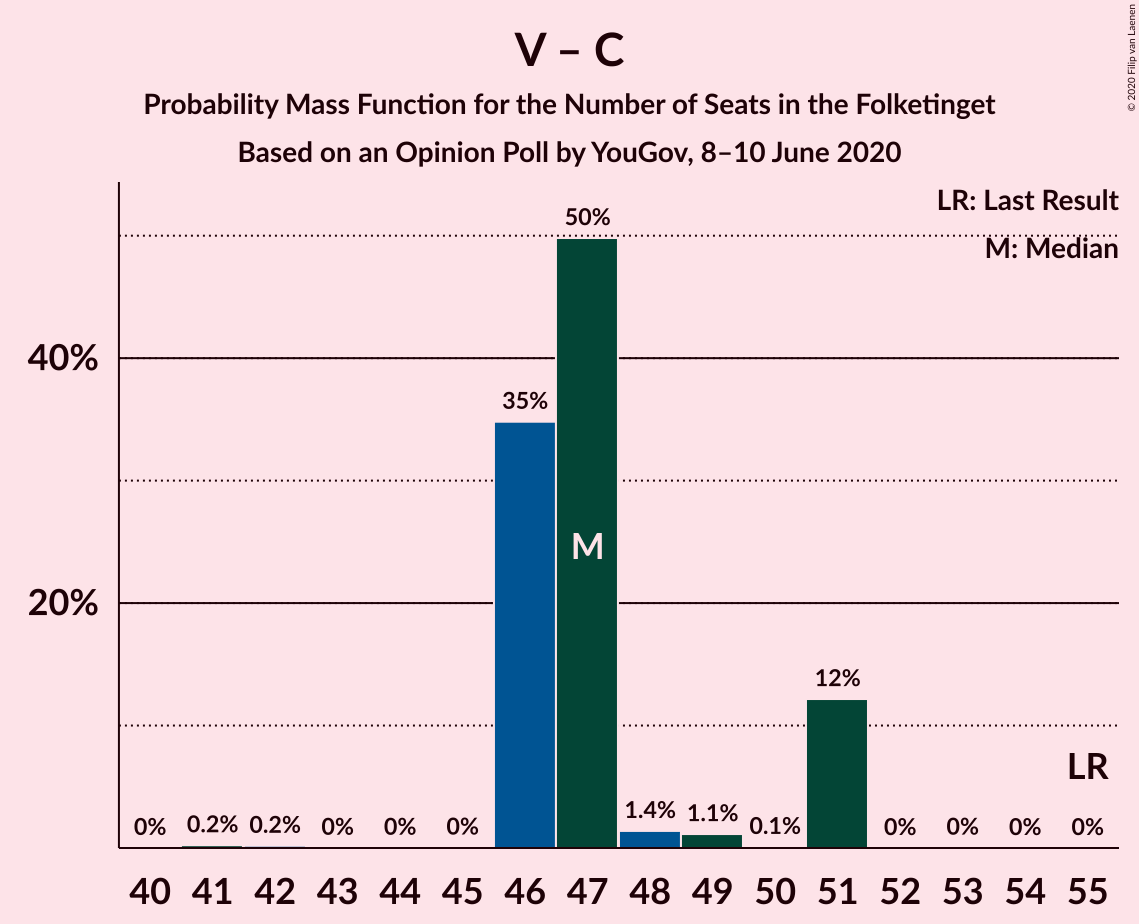 V – C
Probability Mass Function for the Number of Seats in the Folketinget
Based on an Opinion Poll by YouGov, 8–10 June 2020
© 2020 Filip van Laenen
LR: Last Result
M: Median
40%
20%
0%
0.2%
0.2%
0%
0%
0%
35%
50%
M
1.4%
1.1%
0.1%
12%
0%
0%
0%
LR
0%
40 41 42 43 44 45 46 47 48 49 50 51 52 53 54 55